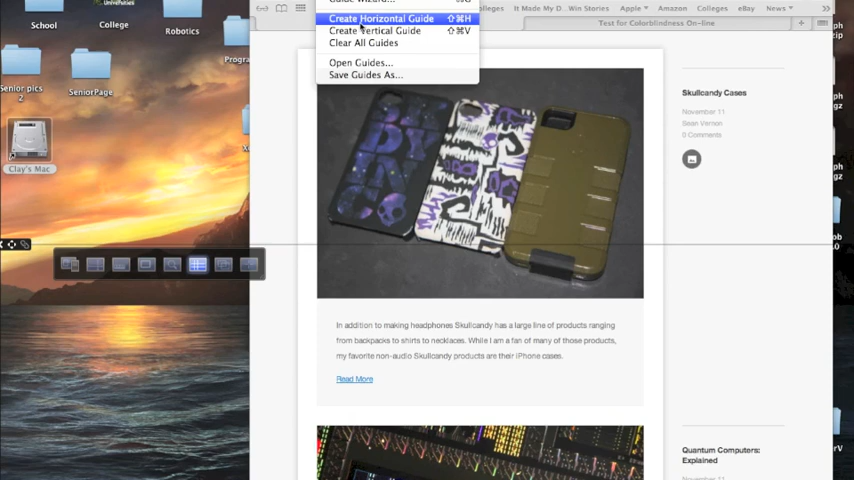 Create Horizontal Guide ⇧⌘H
Create Vertical Guide ⇧⌘V
Clear All Guides
Open Guides...
Save Guides As...
It Made My D...Win Stories
Apple
Amazon
Colleges
eBay
News
Test for Colorblindness On-line
School
College
Robotics
Progra
Senior pics
2
SeniorPage
Clay's Mac
Skullcandy Cases
November 11
Sean Vernon
0 Comments
In addition to making headphones Skullcandy has a large line of products ranging
from backpacks to shirts to necklaces. While I am a fan of many of those products,
my favorite non-audio Skullcandy products are their iPhone cases.
Read More
Quantum Computers:
Explained